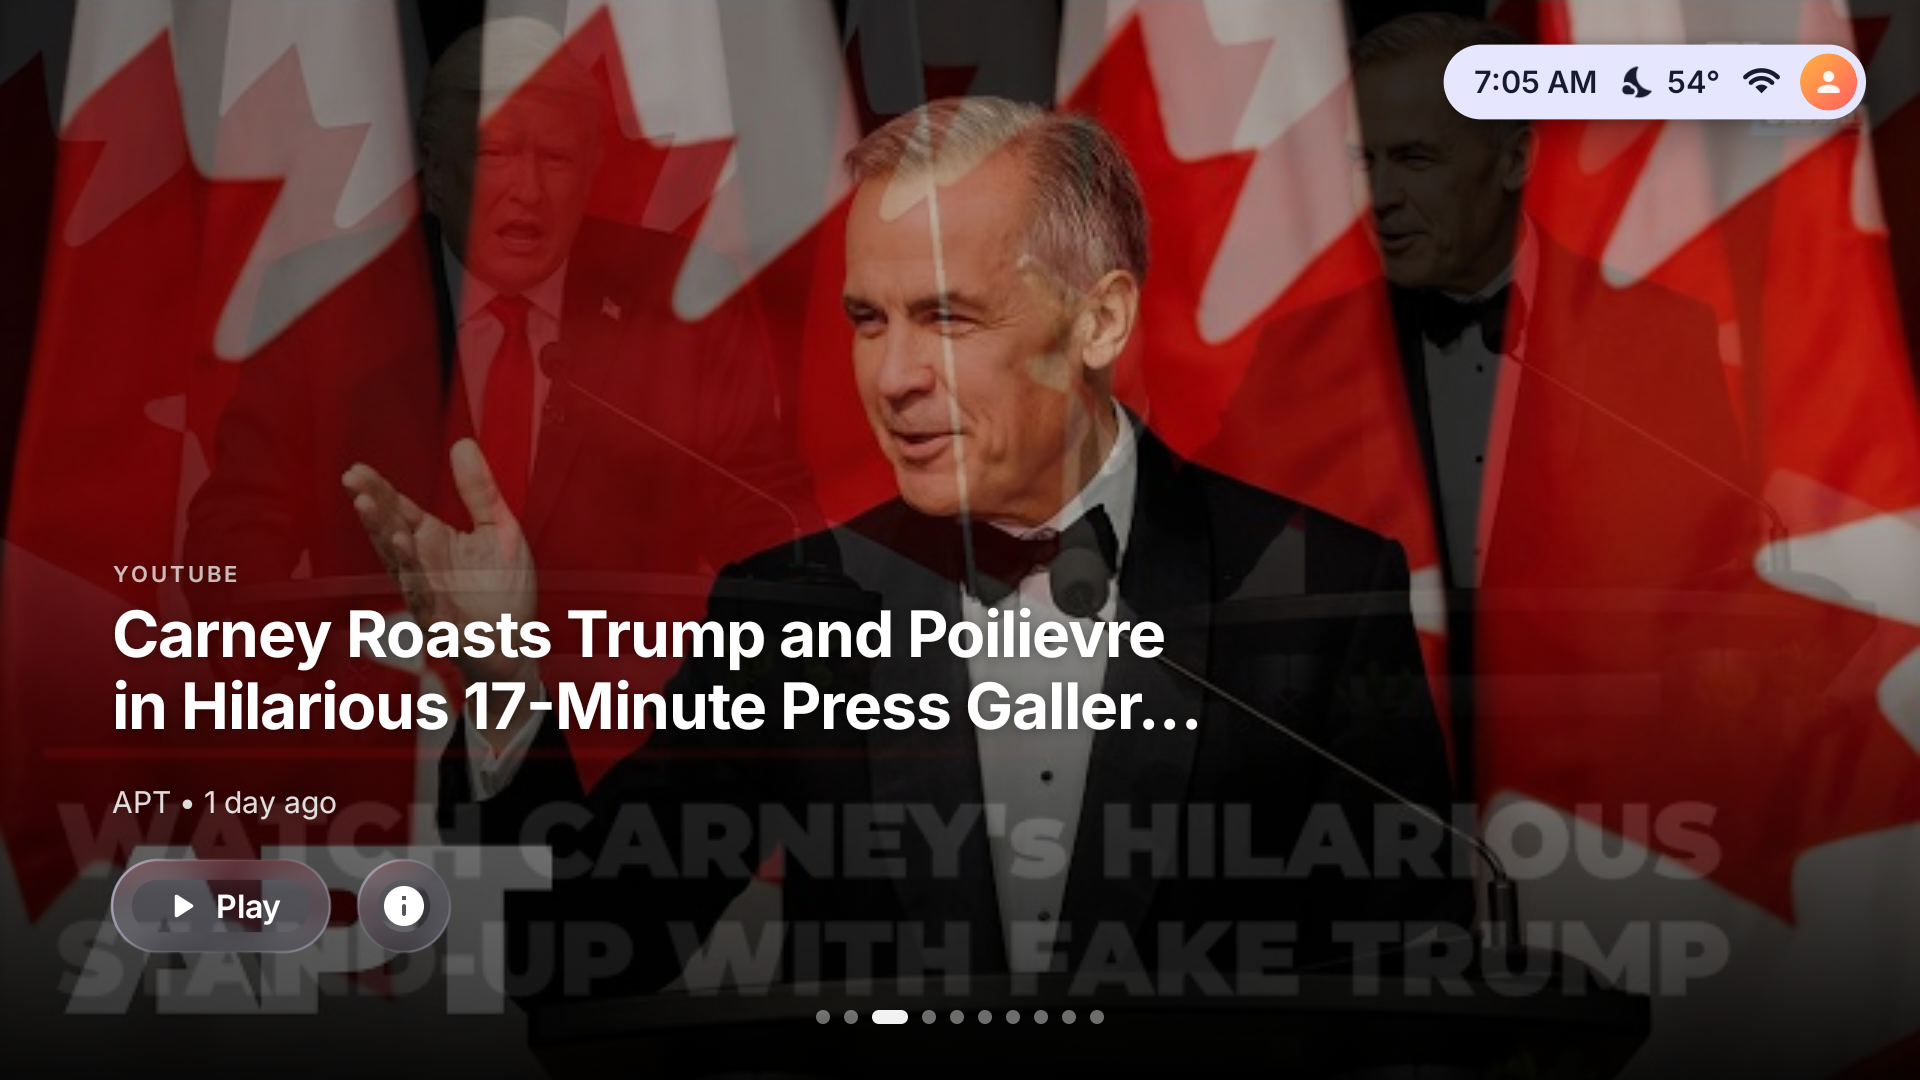 7:05 AM 54°
YOUTUBE
Carney Roasts Trump and Poilievre
in Hilarious 17-Minute Press Galler...
APT • 1 day ago
WATCH CARNEY's HILARIOUS
Play
STAND-UP WITH FAKE TRUMP
APT